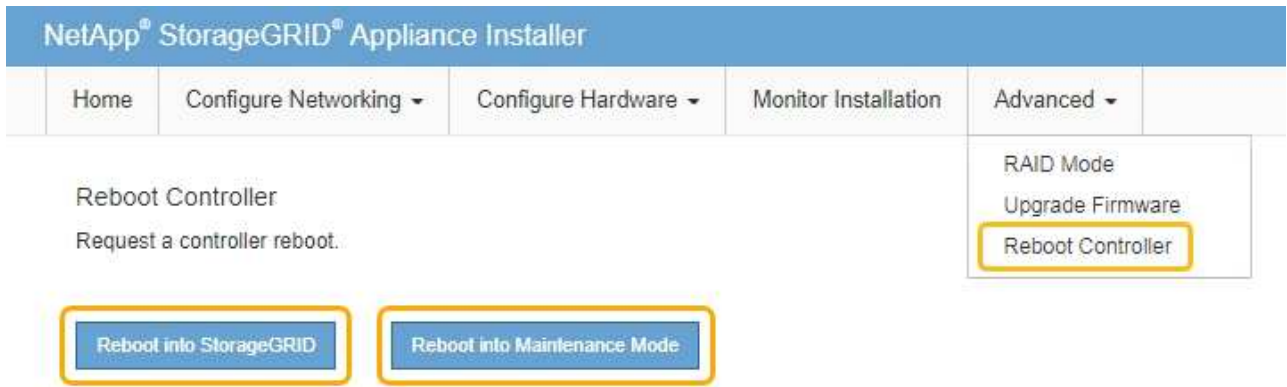 NetApp® StorageGRID® Appliance Installer
Home Configure Networking Configure Hardware Monitor Installation Advanced
RAID Mode
Upgrade Firmware
Reboot Controller
Reboot Controller
Request a controller reboot.
Reboot into StorageGRID Reboot into Maintenance Mode